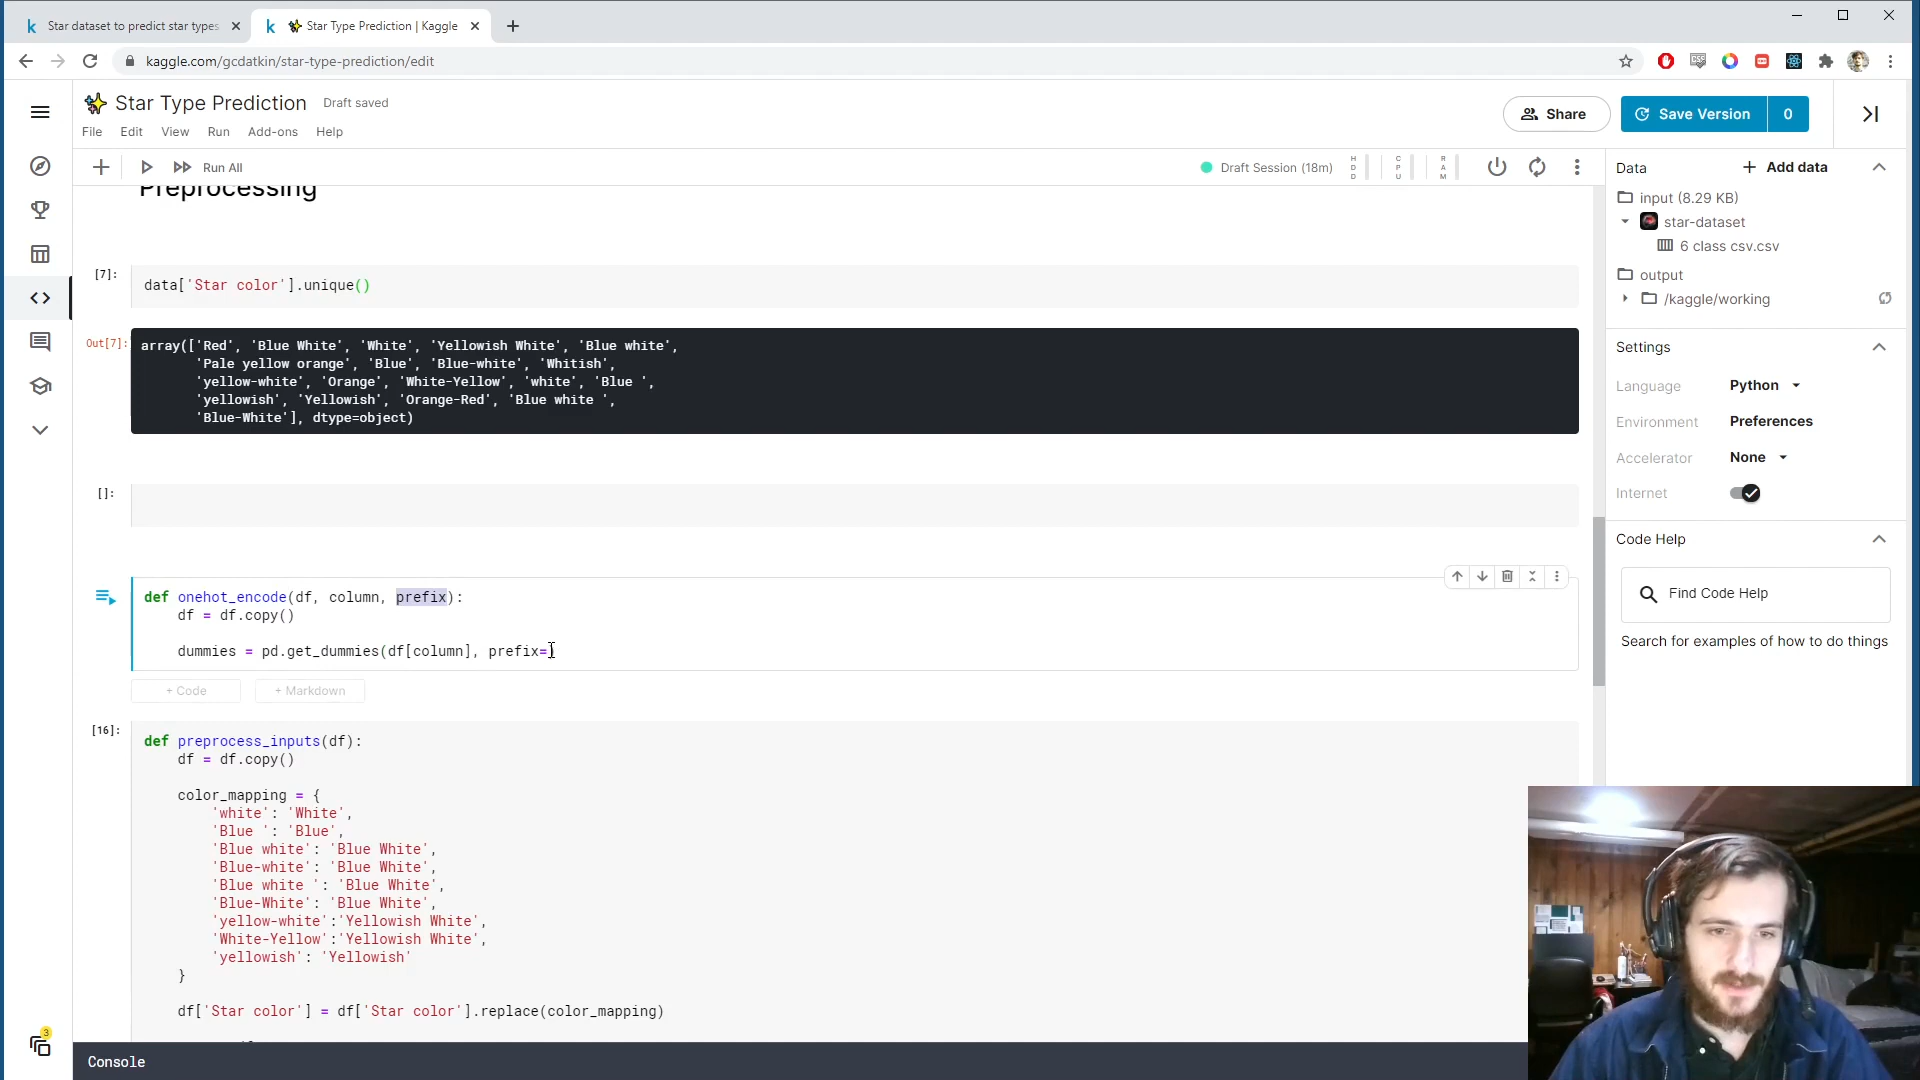 Star dataset to predict star types
Star Type Prediction | Kaggle
kaggle.com/gcdatkin/star-type-prediction/edit
Star Type Prediction Draft saved
File Edit View Run Add-ons Help
Share
Save Version 0
Run All
Draft Session (18m)
HDD
CPU
RAM
Preprocessing
[7]:
data['Star color'].unique()
Out[7]:
array(['Red', 'Blue White', 'White', 'Yellowish White', 'Blue white',
'Pale yellow orange', 'Blue', 'Blue-white', 'Whitish',
'yellow-white', 'Orange', 'White-Yellow', 'white', 'Blue ',
'yellowish', 'Yellowish', 'Orange-Red', 'Blue white ',
'Blue-White'], dtype=object)
[]:
def onehot_encode(df, column, prefix):
df = df.copy()
dummies = pd.get_dummies(df[column], prefix=)
+ Code + Markdown
[16]:
def preprocess_inputs(df):
df = df.copy()
color_mapping = {
'white': 'White',
'Blue ': 'Blue',
'Blue white': 'Blue White',
'Blue-white': 'Blue White',
'Blue white ': 'Blue White',
'Blue-White': 'Blue White',
'yellow-white':'Yellowish White',
'White-Yellow':'Yellowish White',
'yellowish': 'Yellowish'
}
df['Star color'] = df['Star color'].replace(color_mapping)
Console
3
Data
Add data
input (8.29 KB)
star-dataset
6 class csv.csv
output
/kaggle/working
Settings
Language Python
Environment Preferences
Accelerator None
Internet
Code Help
Find Code Help
Search for examples of how to do things